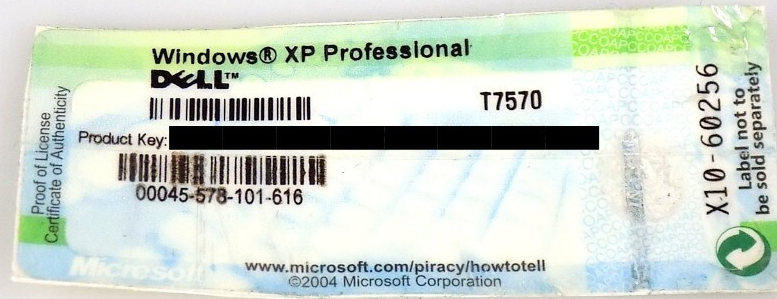 Windows® XP Professional
DELL™
T7570
Product Key:
00045-578-101-616
Microsoft
www.microsoft.com/piracy/howtotell
©2004 Microsoft Corporation
Proof of License
Certificate of Authenticity
X10-60256
Label not to
be sold separately